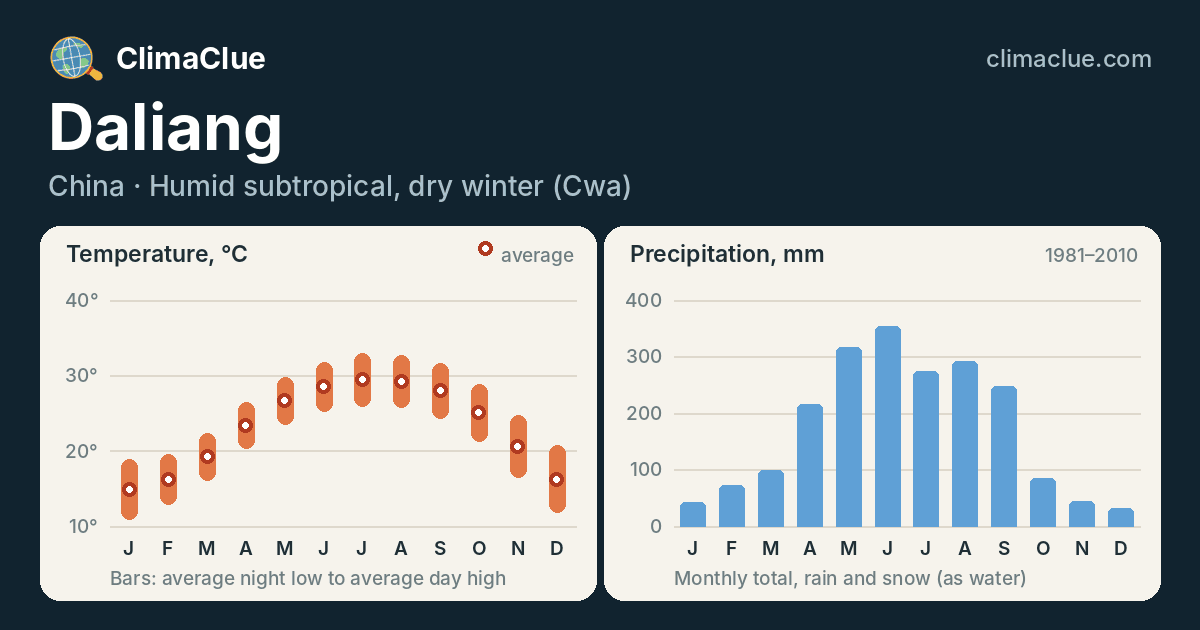 ClimaClue
climaclue.com
Daliang
China · Humid subtropical, dry winter (Cwa)
Temperature, °C
average
40°
30°
20°
10°
J F M A M J J A S O N D
Bars: average night low to average day high
Precipitation, mm
1981–2010
400
300
200
100
0
J F M A M J J A S O N D
Monthly total, rain and snow (as water)